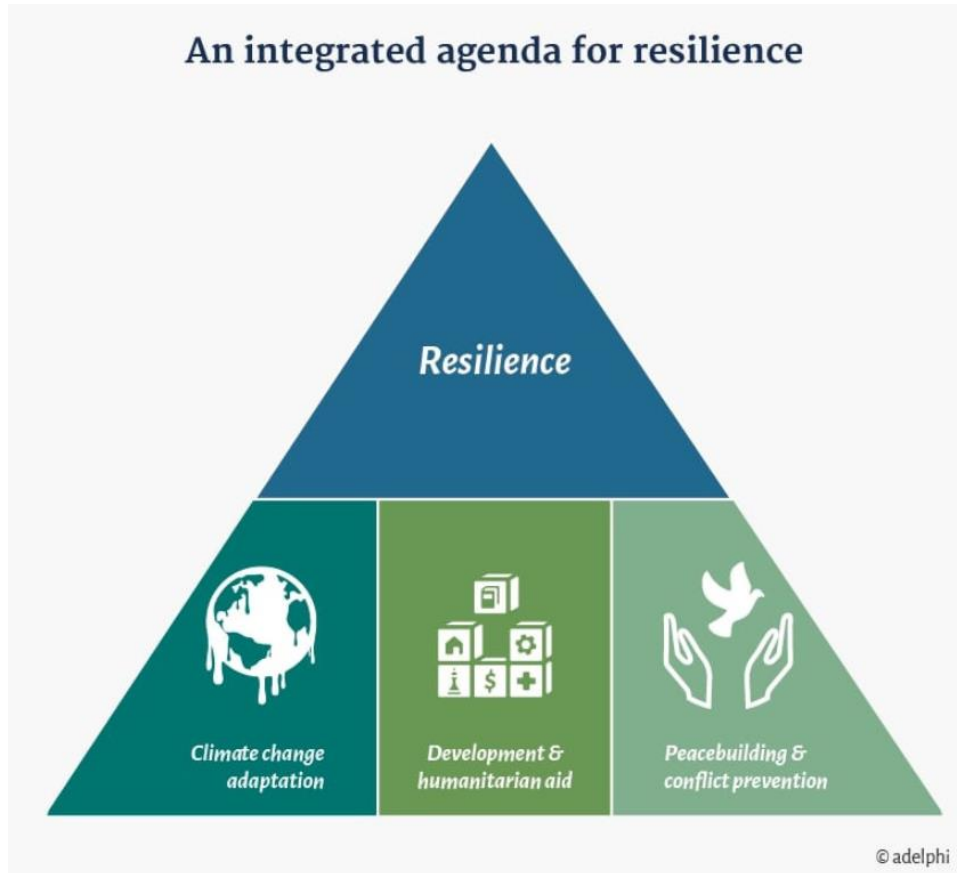 An integrated agenda for resilience
Resilience
Climate change
adaptation
$
Development &
humanitarian aid
Peacebuilding &
conflict prevention
© adelphi